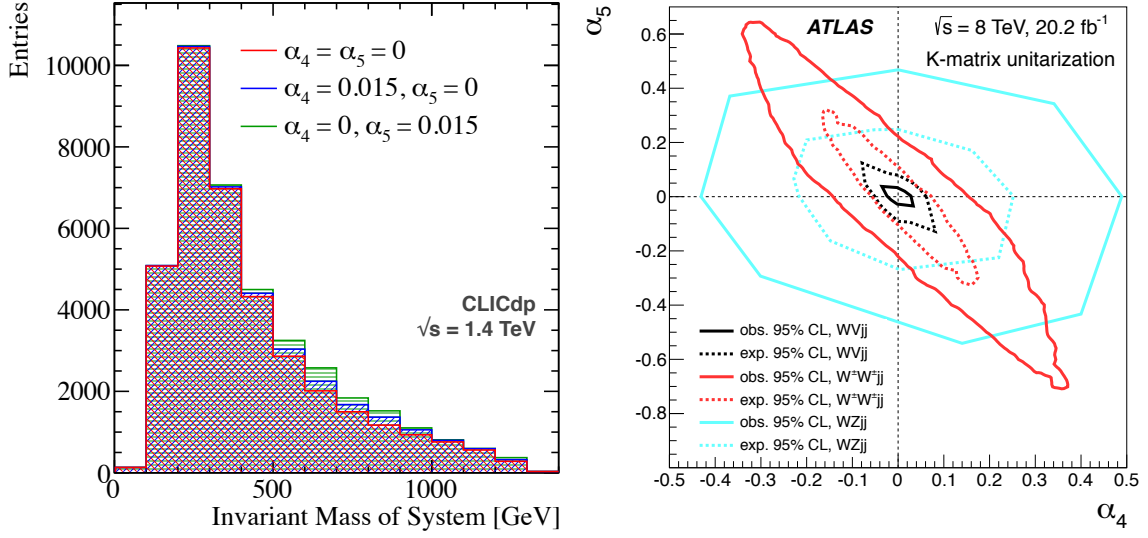 Entries
10000
8000
6000
4000
2000
0
α4 = α5 = 0
α4 = 0.015, α5 = 0
α4 = 0, α5 = 0.015
CLICdp
√s = 1.4 TeV
0 500 1000
Invariant Mass of System [GeV]
α5
ATLAS
√s = 8 TeV, 20.2 fb-1
K-matrix unitarization
0.6
0.4
0.2
0
-0.2
-0.4
-0.6
-0.8
obs. 95% CL, WVjj
exp. 95% CL, WVjj
obs. 95% CL, W±W±jj
exp. 95% CL, W±W±jj
obs. 95% CL, WZjj
exp. 95% CL, WZjj
-0.5 -0.4 -0.3 -0.2 -0.1 0 0.1 0.2 0.3 0.4 0.5
α4